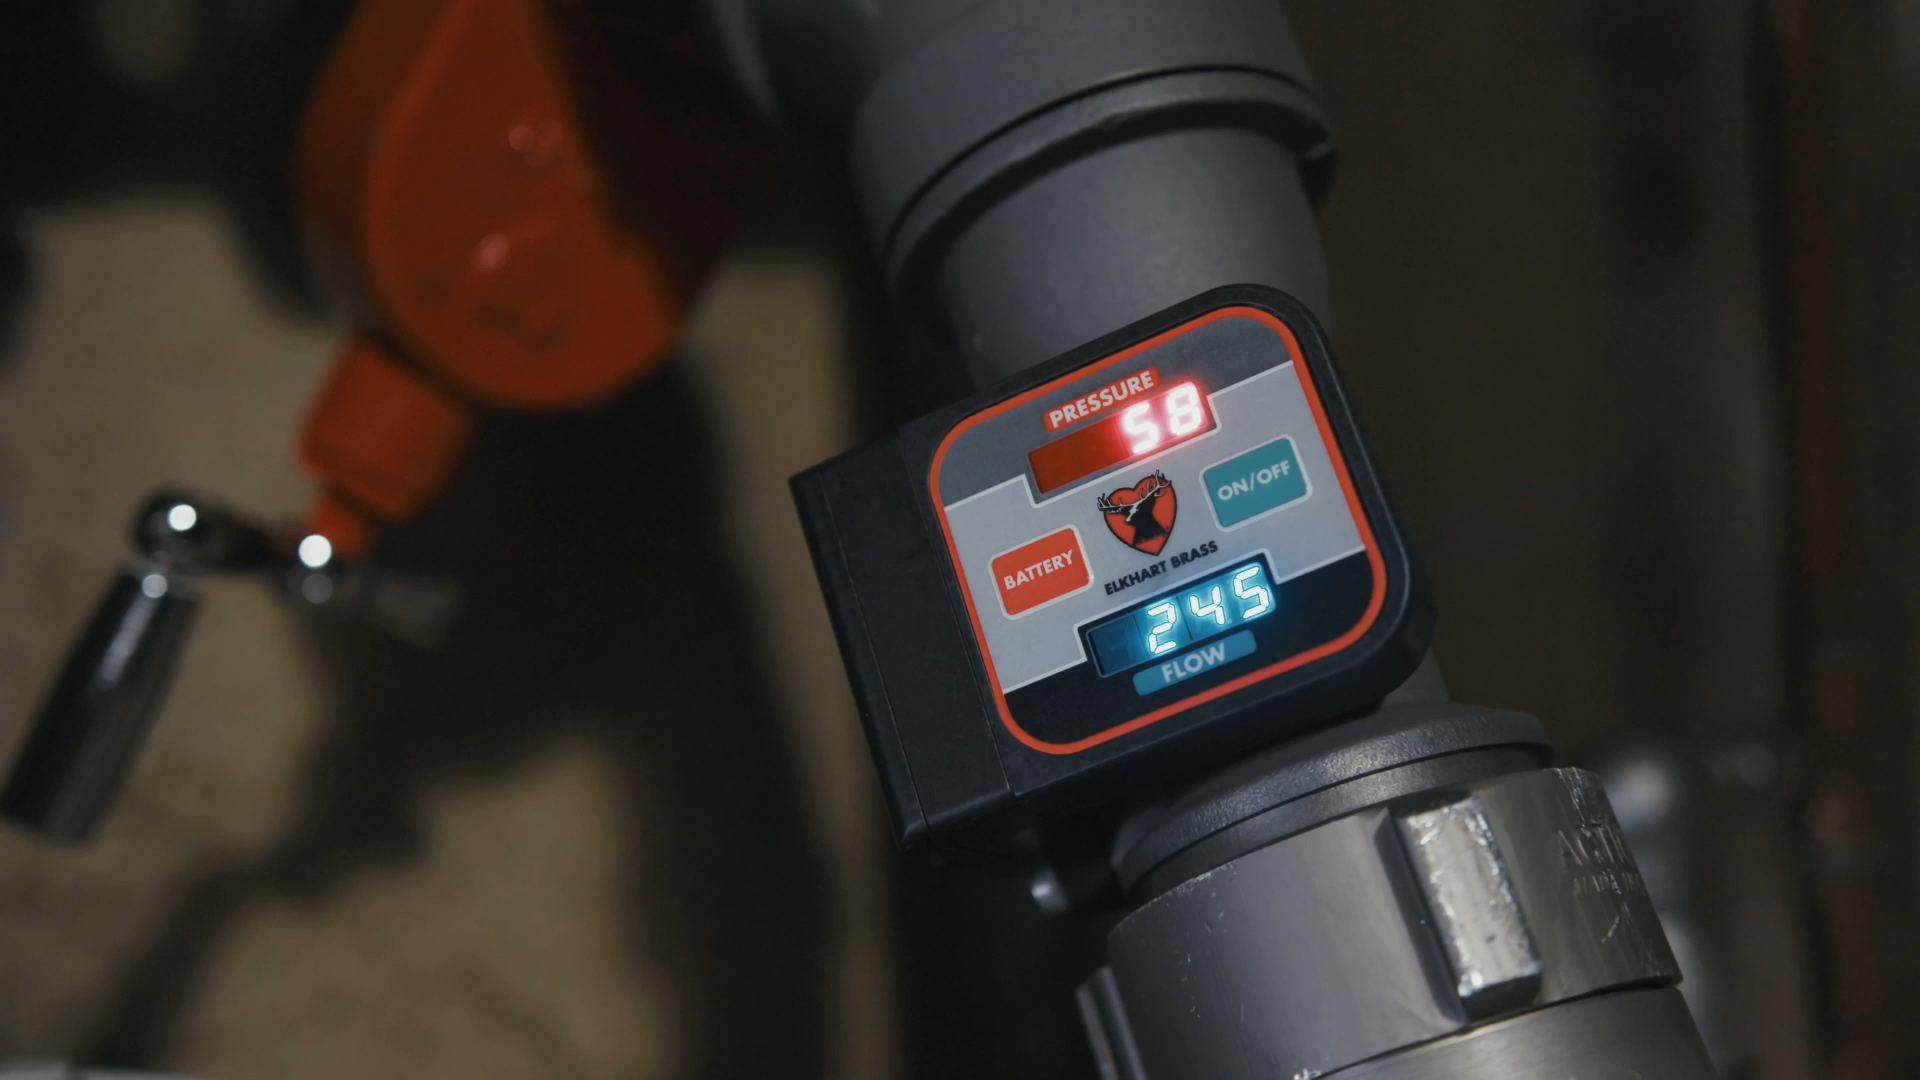 PRESSURE
58
ON/OFF
BATTERY
ELKHART BRASS
245
FLOW